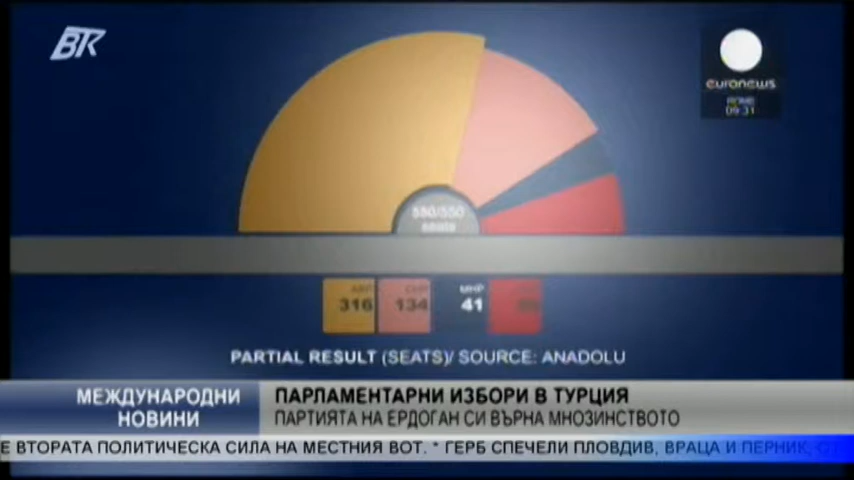 BTK
euronews
ROME
09:31
550/550
seats
AKP CHP MHP
316 134 41
PARTIAL RESULT (SEATS)/ SOURCE: ANADOLU
МЕЖДУНАРОДНИ
НОВИНИ
ПАРЛАМЕНТАРНИ ИЗБОРИ В ТУРЦИЯ
ПАРТИЯТА НА ЕРДОГАН СИ ВЪРНА МНОЗИНСТВОТО
Е ВТОРАТА ПОЛИТИЧЕСКА СИЛА НА МЕСТНИЯ ВОТ. * ГЕРБ СПЕЧЕЛИ ПЛОВДИВ, ВРАЦА И ПЕРНИК, СТ